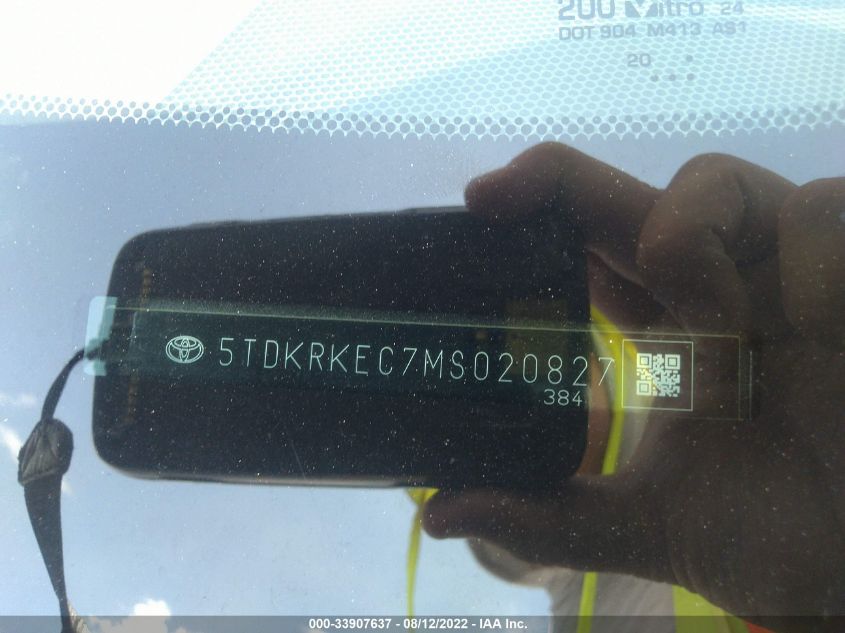 200 Vitro 24
DOT 904 M413 AS1
20
5TDKRKEC7MS020827
384
000-33907637 - 08/12/2022 - IAA Inc.